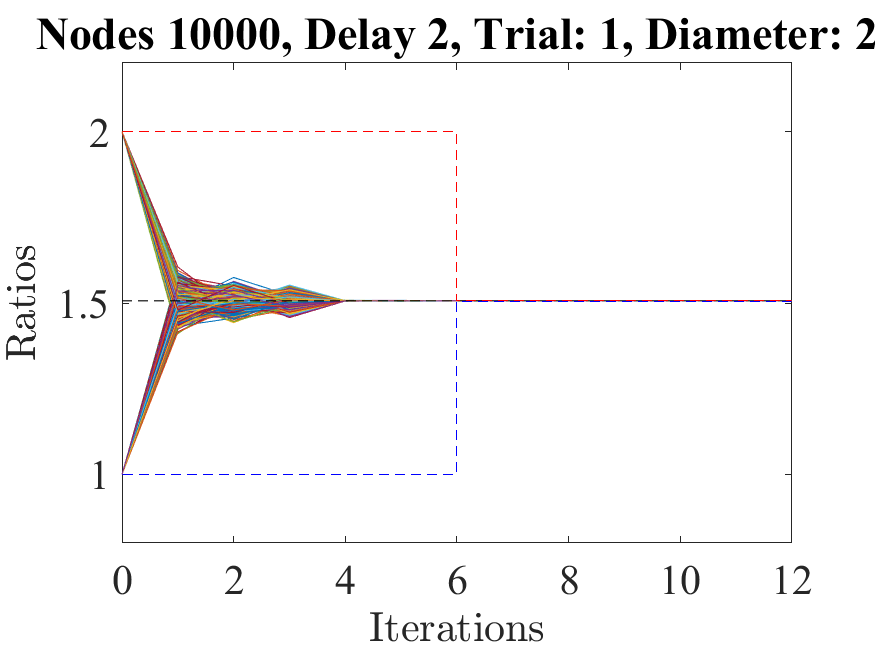 Nodes 10000, Delay 2, Trial: 1, Diameter: 2
2
1.5
1
Ratios
0 2 4 6 8 10 12
Iterations